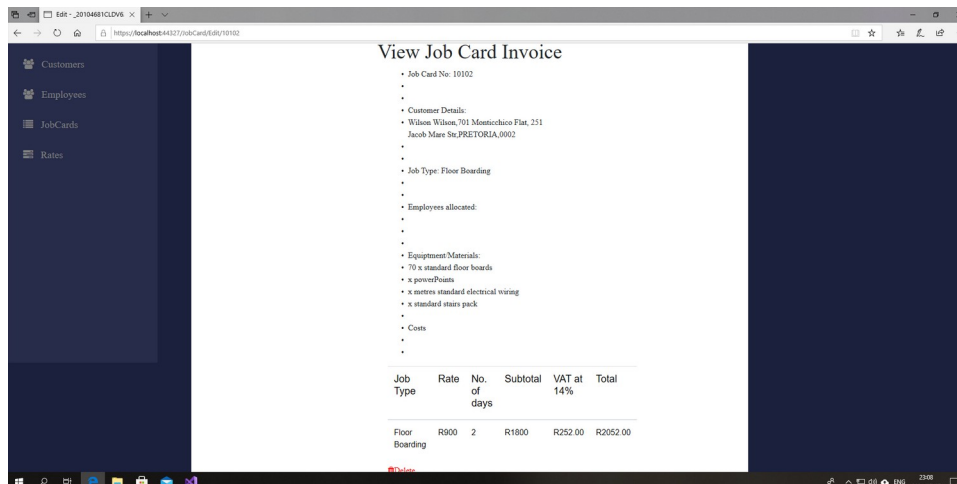 Edit - _20104681CLDV6
https://localhost:44327/JobCard/Edit/10102
Customers
Employees
JobCards
Rates
View Job Card Invoice
• Job Card No: 10102
• Customer Details:
• Wilson Wilson,701 Monticchico Flat, 251
Jacob Mare Str,PRETORIA,0002
• Job Type: Floor Boarding
• Employees allocated:
• Equiptment/Materials:
• 70 x standard floor boards
• x powerPoints
• x metres standard electrical wiring
• x standard stairs pack
• Costs
Job Type Rate No. of days Subtotal VAT at 14% Total
Floor Boarding R900 2 R1800 R252.00 R2052.00
Delete
ENG 23:08